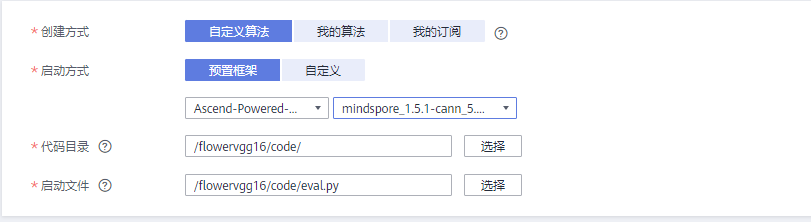 * 创建方式 自定义算法 我的算法 我的订阅 ?
* 启动方式 预置框架 自定义
Ascend-Powered-... mindspore_1.5.1-cann_5....
* 代码目录 ? /flowervgg16/code/ 选择
* 启动文件 ? /flowervgg16/code/eval.py 选择